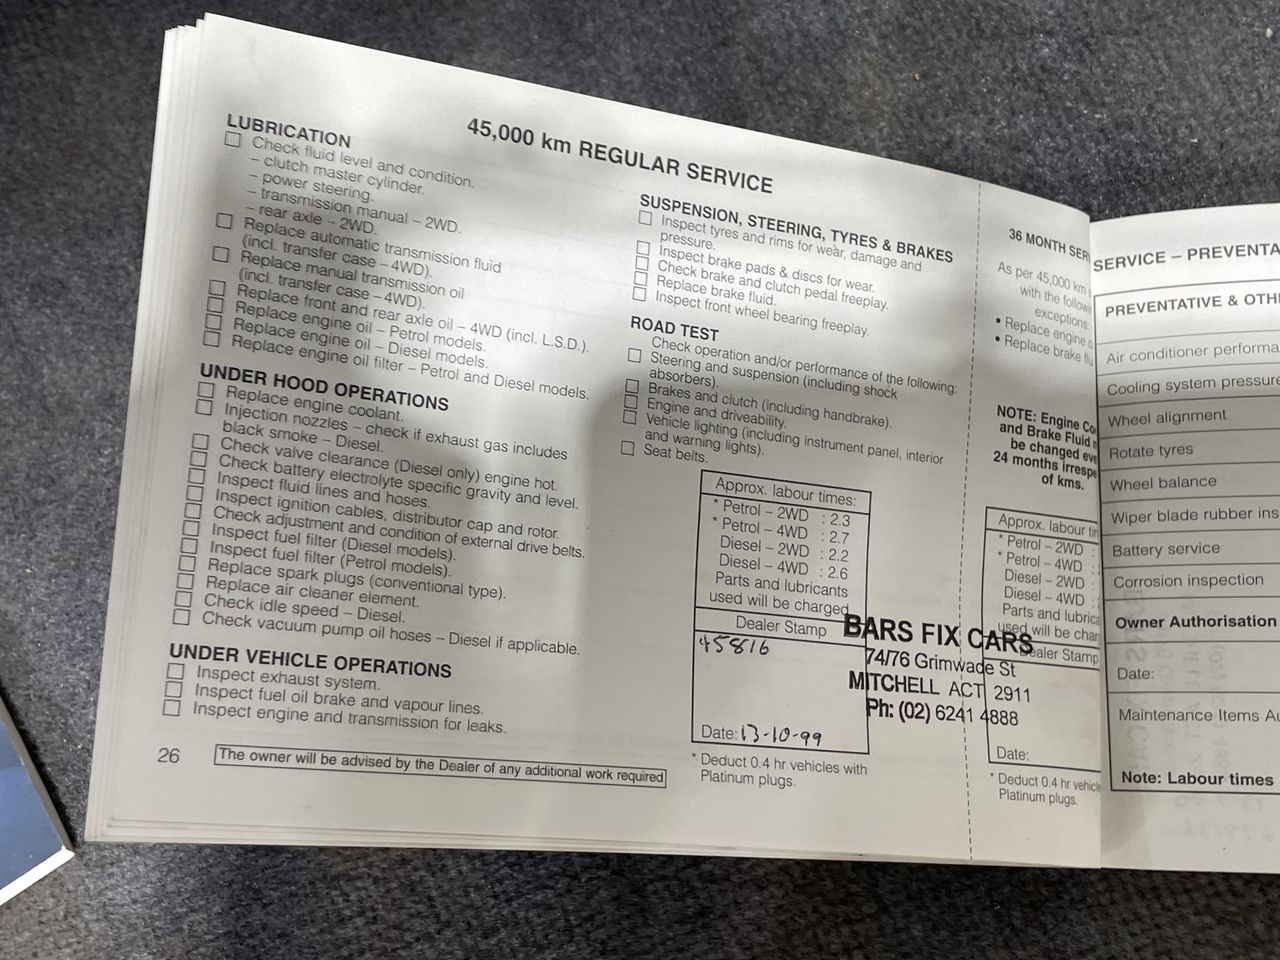 45,000 km REGULAR SERVICE
LUBRICATION
Check fluid level and condition.
– clutch master cylinder.
– power steering.
– transmission manual – 2WD.
– rear axle – 2WD.
Replace automatic transmission fluid
(incl. transfer case – 4WD).
Replace manual transmission oil
(incl. transfer case – 4WD).
Replace front and rear axle oil – 4WD (incl. L.S.D.).
Replace engine oil – Petrol models.
Replace engine oil – Diesel models.
Replace engine oil filter – Petrol and Diesel models.
UNDER HOOD OPERATIONS
Replace engine coolant.
Injection nozzles – check if exhaust gas includes
black smoke – Diesel.
Check valve clearance (Diesel only) engine hot.
Check battery electrolyte specific gravity and level.
Inspect fluid lines and hoses.
Inspect ignition cables, distributor cap and rotor.
Check adjustment and condition of external drive belts.
Inspect fuel filter (Diesel models).
Inspect fuel filter (Petrol models).
Replace spark plugs (conventional type).
Replace air cleaner element.
Check idle speed – Diesel.
Check vacuum pump oil hoses – Diesel if applicable.
UNDER VEHICLE OPERATIONS
Inspect exhaust system.
Inspect fuel oil brake and vapour lines.
Inspect engine and transmission for leaks.
26
The owner will be advised by the Dealer of any additional work required
SUSPENSION, STEERING, TYRES & BRAKES
Inspect tyres and rims for wear, damage and
pressure.
Inspect brake pads & discs for wear.
Check brake and clutch pedal freeplay.
Replace brake fluid.
Inspect front wheel bearing freeplay.
ROAD TEST
Check operation and/or performance of the following:
Steering and suspension (including shock
absorbers).
Brakes and clutch (including handbrake).
Engine and driveability.
Vehicle lighting (including instrument panel, interior
and warning lights).
Seat belts.
Approx. labour times:
* Petrol – 2WD : 2.3
* Petrol – 4WD : 2.7
Diesel – 2WD : 2.2
Diesel – 4WD : 2.6
Parts and lubricants
used will be charged
Dealer Stamp
45816
BARS FIX CARS
74/76 Grimwade St
MITCHELL ACT 2911
Ph: (02) 6241 4888
Date: 13-10-99
* Deduct 0.4 hr vehicles with
Platinum plugs.
36 MONTH SER
As per 45,000 km
with the followi
exceptions:
• Replace engine
• Replace brake flu
NOTE: Engine Co
and Brake Fluid
be changed eve
24 months irrespe
of kms.
Approx. labour tim
* Petrol – 2WD :
* Petrol – 4WD :
Diesel – 2WD :
Diesel – 4WD :
Parts and lubrica
used will be char
Dealer Stamp
Date:
* Deduct 0.4 hr vehicle
Platinum plugs.
SERVICE – PREVENTA
PREVENTATIVE & OTH
Air conditioner performa
Cooling system pressure
Wheel alignment
Rotate tyres
Wheel balance
Wiper blade rubber ins
Battery service
Corrosion inspection
Owner Authorisation
Date:
Maintenance Items Au
Note: Labour times